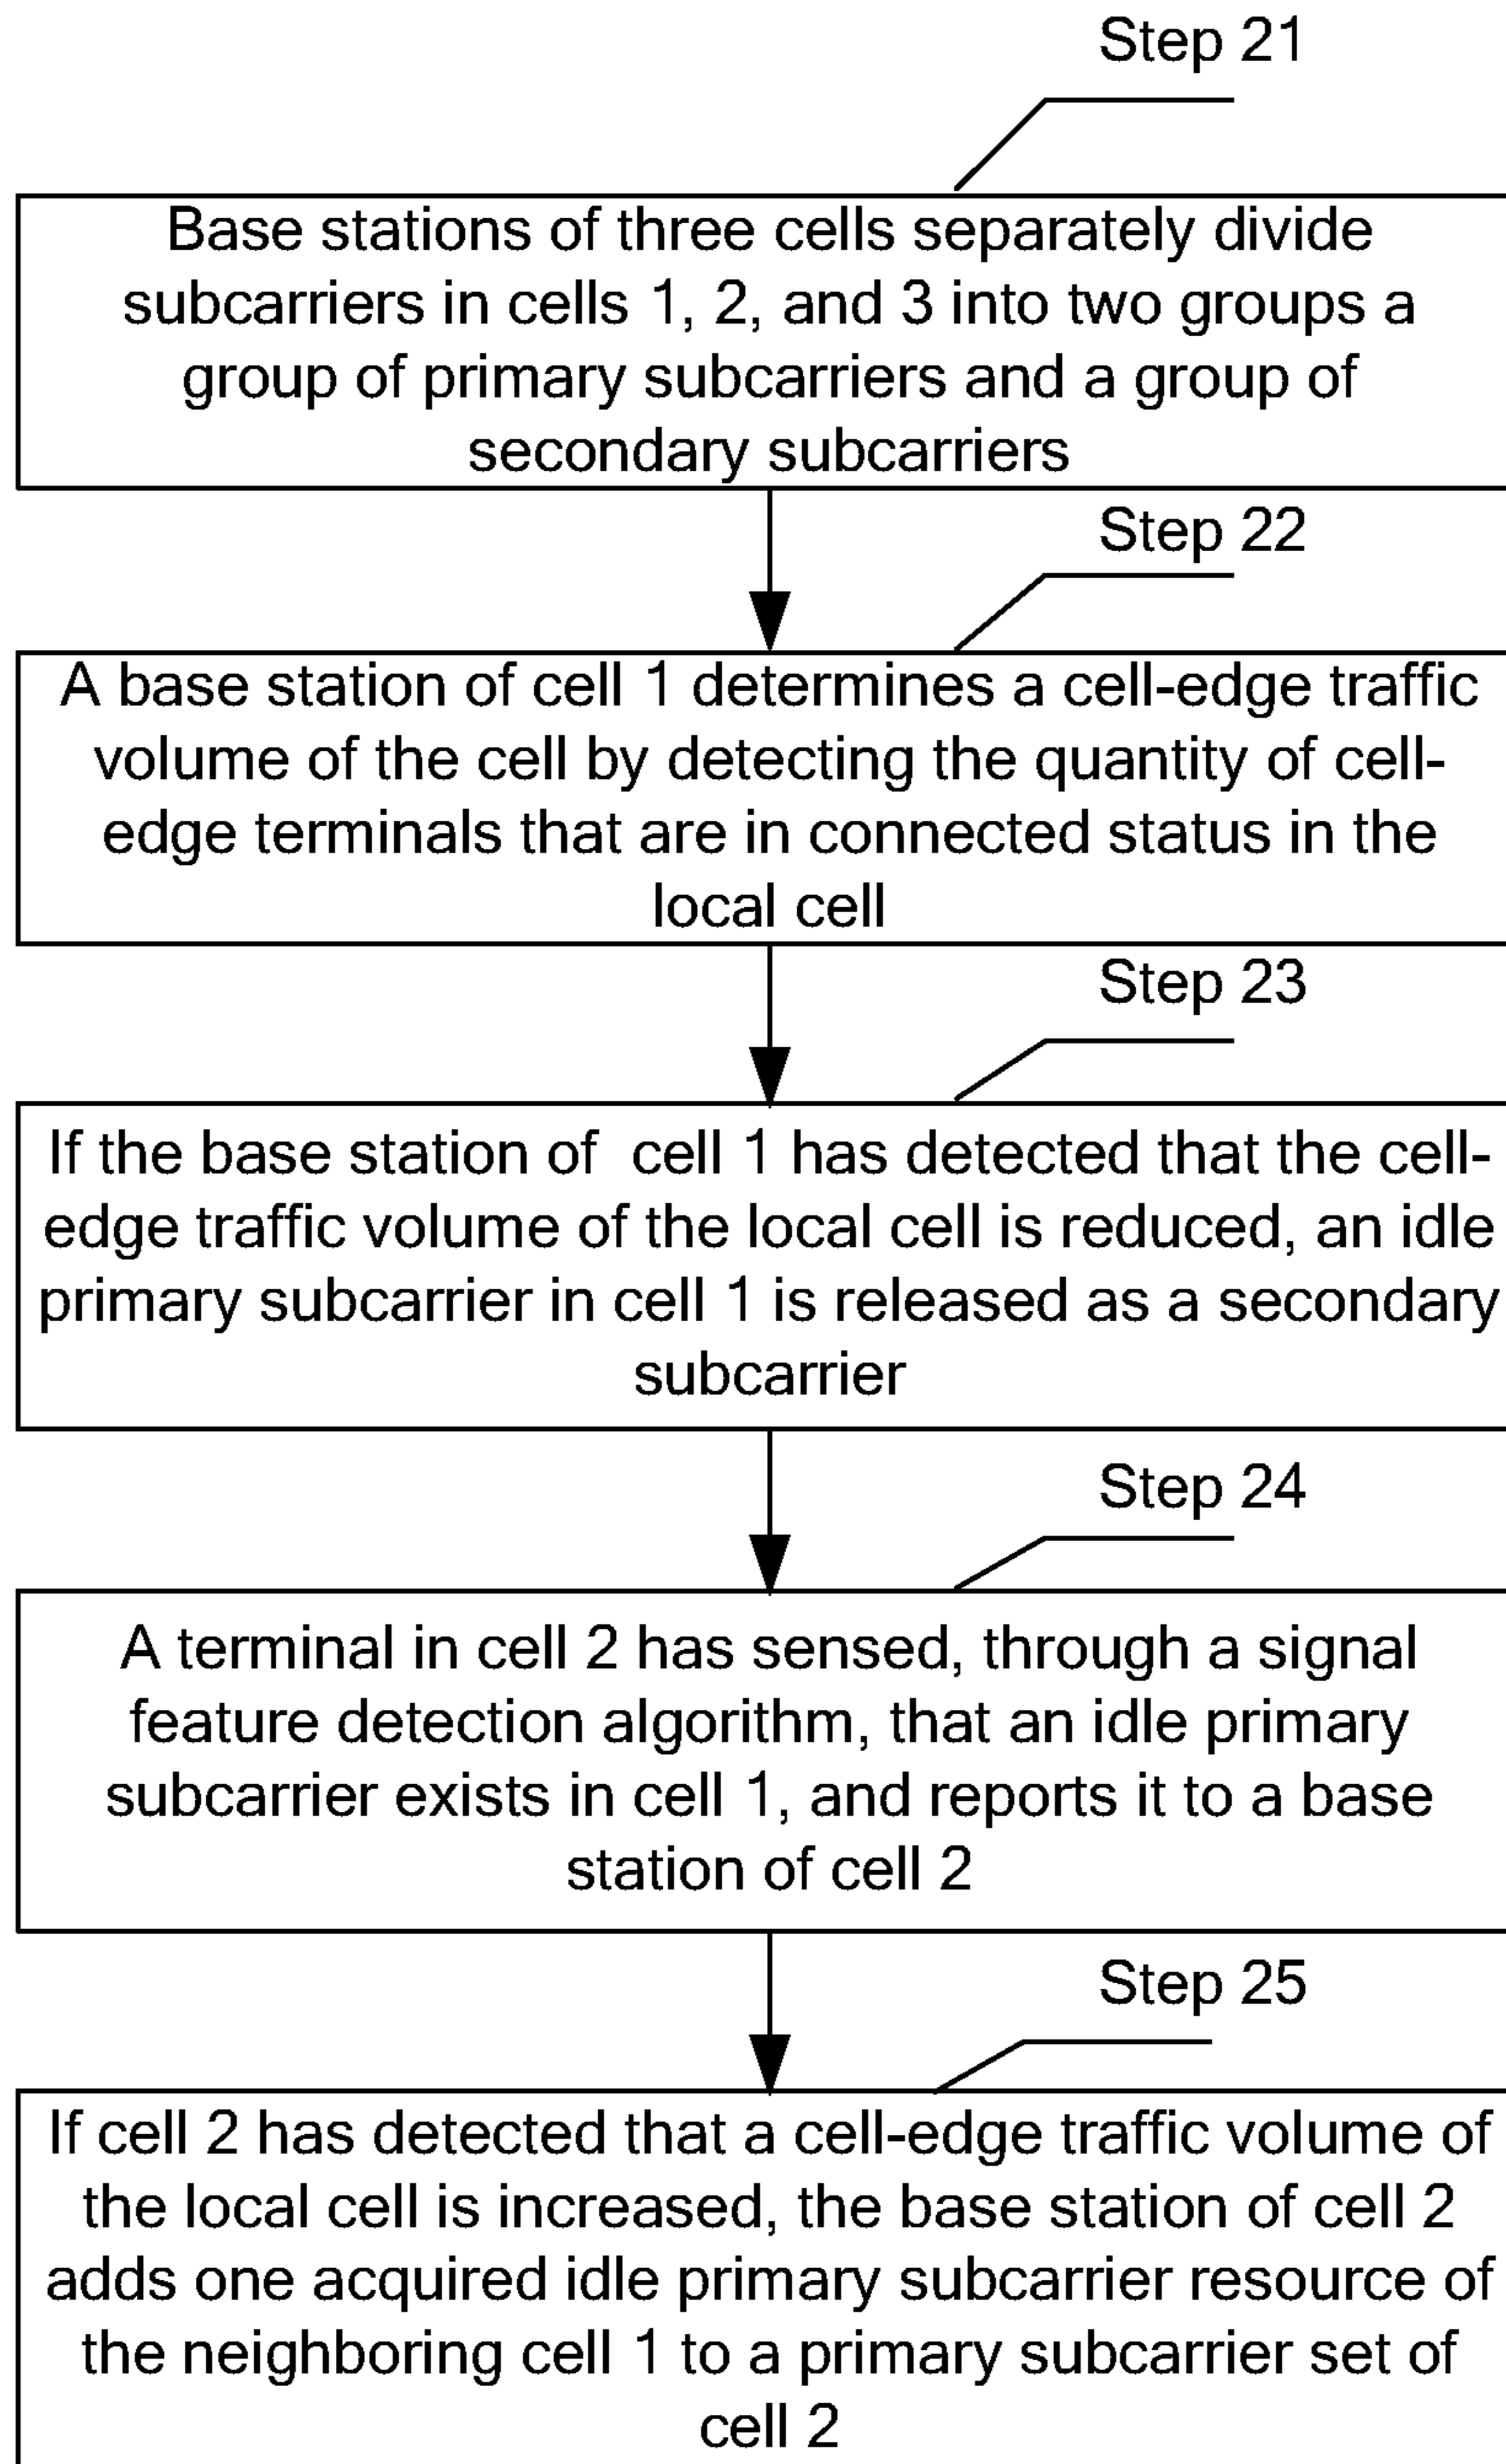 Step 21
Base stations of three cells separately divide
subcarriers in cells 1, 2, and 3 into two groups a
group of primary subcarriers and a group of
secondary subcarriers
Step 22
A base station of cell 1 determines a cell-edge traffic
volume of the cell by detecting the quantity of cell-
edge terminals that are in connected status in the
local cell
Step 23
If the base station of cell 1 has detected that the cell-
edge traffic volume of the local cell is reduced, an idle
primary subcarrier in cell 1 is released as a secondary
subcarrier
Step 24
A terminal in cell 2 has sensed, through a signal
feature detection algorithm, that an idle primary
subcarrier exists in cell 1, and reports it to a base
station of cell 2
Step 25
If cell 2 has detected that a cell-edge traffic volume of
the local cell is increased, the base station of cell 2
adds one acquired idle primary subcarrier resource of
the neighboring cell 1 to a primary subcarrier set of
cell 2